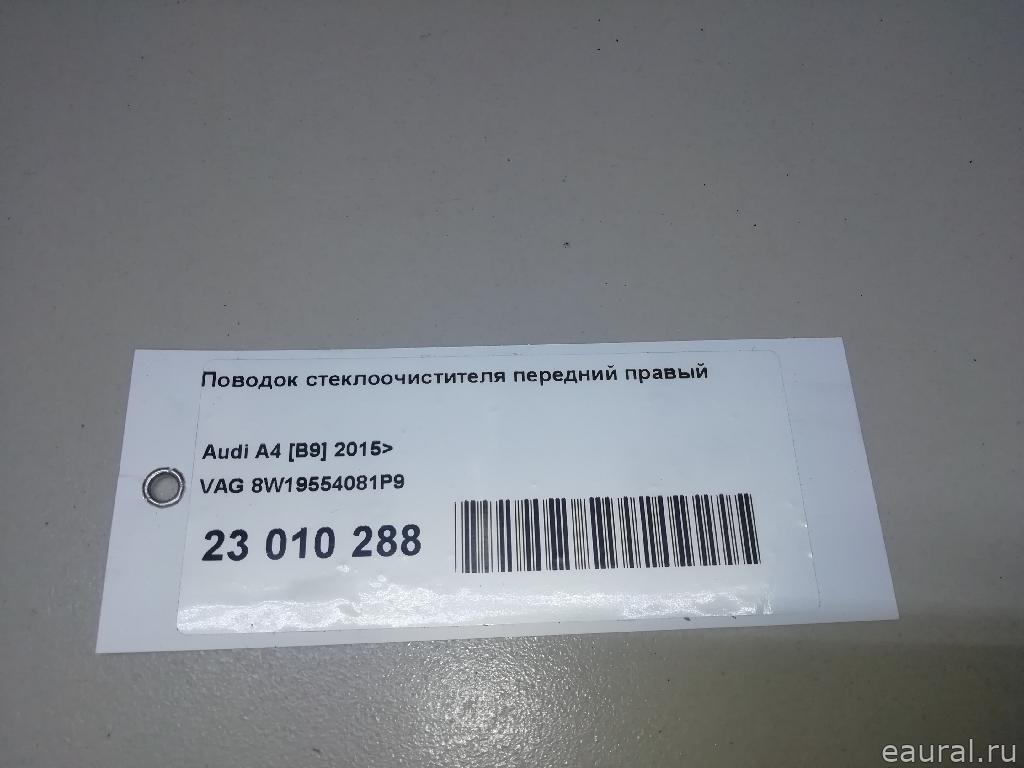 Поводок стеклоочистителя передний правый
Audi A4 [B9] 2015>
VAG 8W19554081P9
23 010 288
eaural.ru